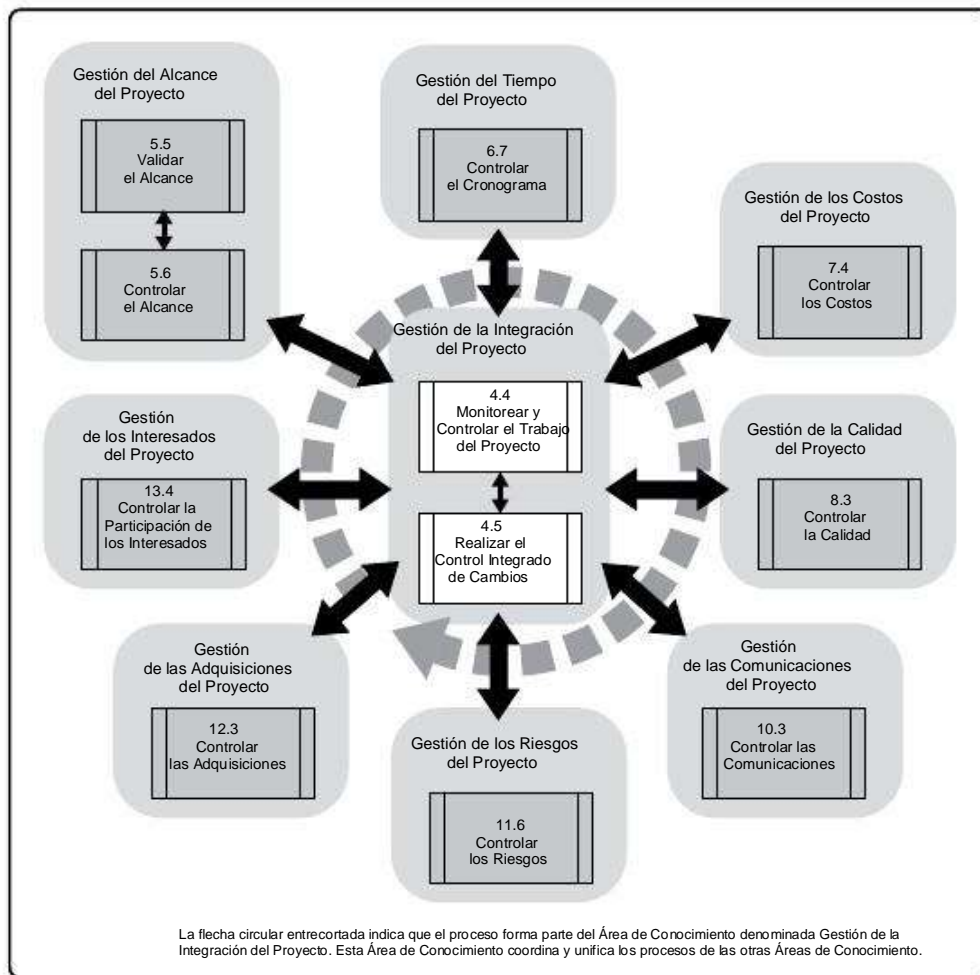 Gestión del Alcance
del Proyecto
5.5
Validar
el Alcance
5.6
Controlar
el Alcance
Gestión del Tiempo
del Proyecto
6.7
Controlar
el Cronograma
Gestión de los Costos
del Proyecto
7.4
Controlar
los Costos
Gestión de la Integración
del Proyecto
4.4
Monitorear y
Controlar el Trabajo
del Proyecto
4.5
Realizar el
Control Integrado
de Cambios
Gestión
de los Interesados
del Proyecto
13.4
Controlar la
Participación de
los Interesados
Gestión de la Calidad
del Proyecto
8.3
Controlar
la Calidad
Gestión
de las Adquisiciones
del Proyecto
12.3
Controlar
las Adquisiciones
Gestión de los Riesgos
del Proyecto
11.6
Controlar
los Riesgos
Gestión
de las Comunicaciones
del Proyecto
10.3
Controlar las
Comunicaciones
La flecha circular entrecortada indica que el proceso forma parte del Área de Conocimiento denominada Gestión de la
Integración del Proyecto. Esta Área de Conocimiento coordina y unifica los procesos de las otras Áreas de Conocimiento.